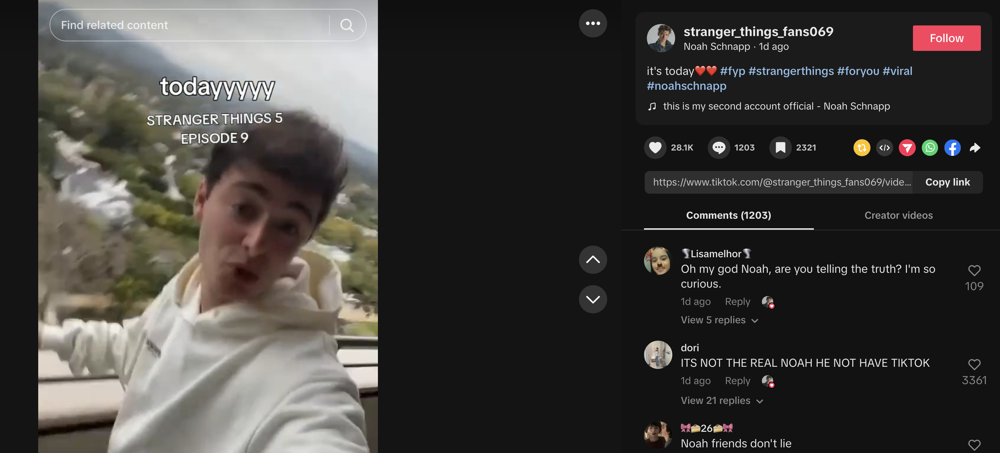 Find related content
todayyyyy
STRANGER THINGS 5
EPISODE 9
stranger_things_fans069
Noah Schnapp · 1d ago
Follow
it's today❤️❤️ #fyp #strangerthings #foryou #viral
#noahschnapp
this is my second account official - Noah Schnapp
28.1K
1203
2321
https://www.tiktok.com/@stranger_things_fans069/vide...
Copy link
Comments (1203)
Creator videos
🌪️Lisamelhor🌪️
Oh my god Noah, are you telling the truth? I'm so
curious.
109
1d ago Reply
View 5 replies
dori
ITS NOT THE REAL NOAH HE NOT HAVE TIKTOK
3361
1d ago Reply
View 21 replies
🎀🍰26🍰🎀
Noah friends don't lie